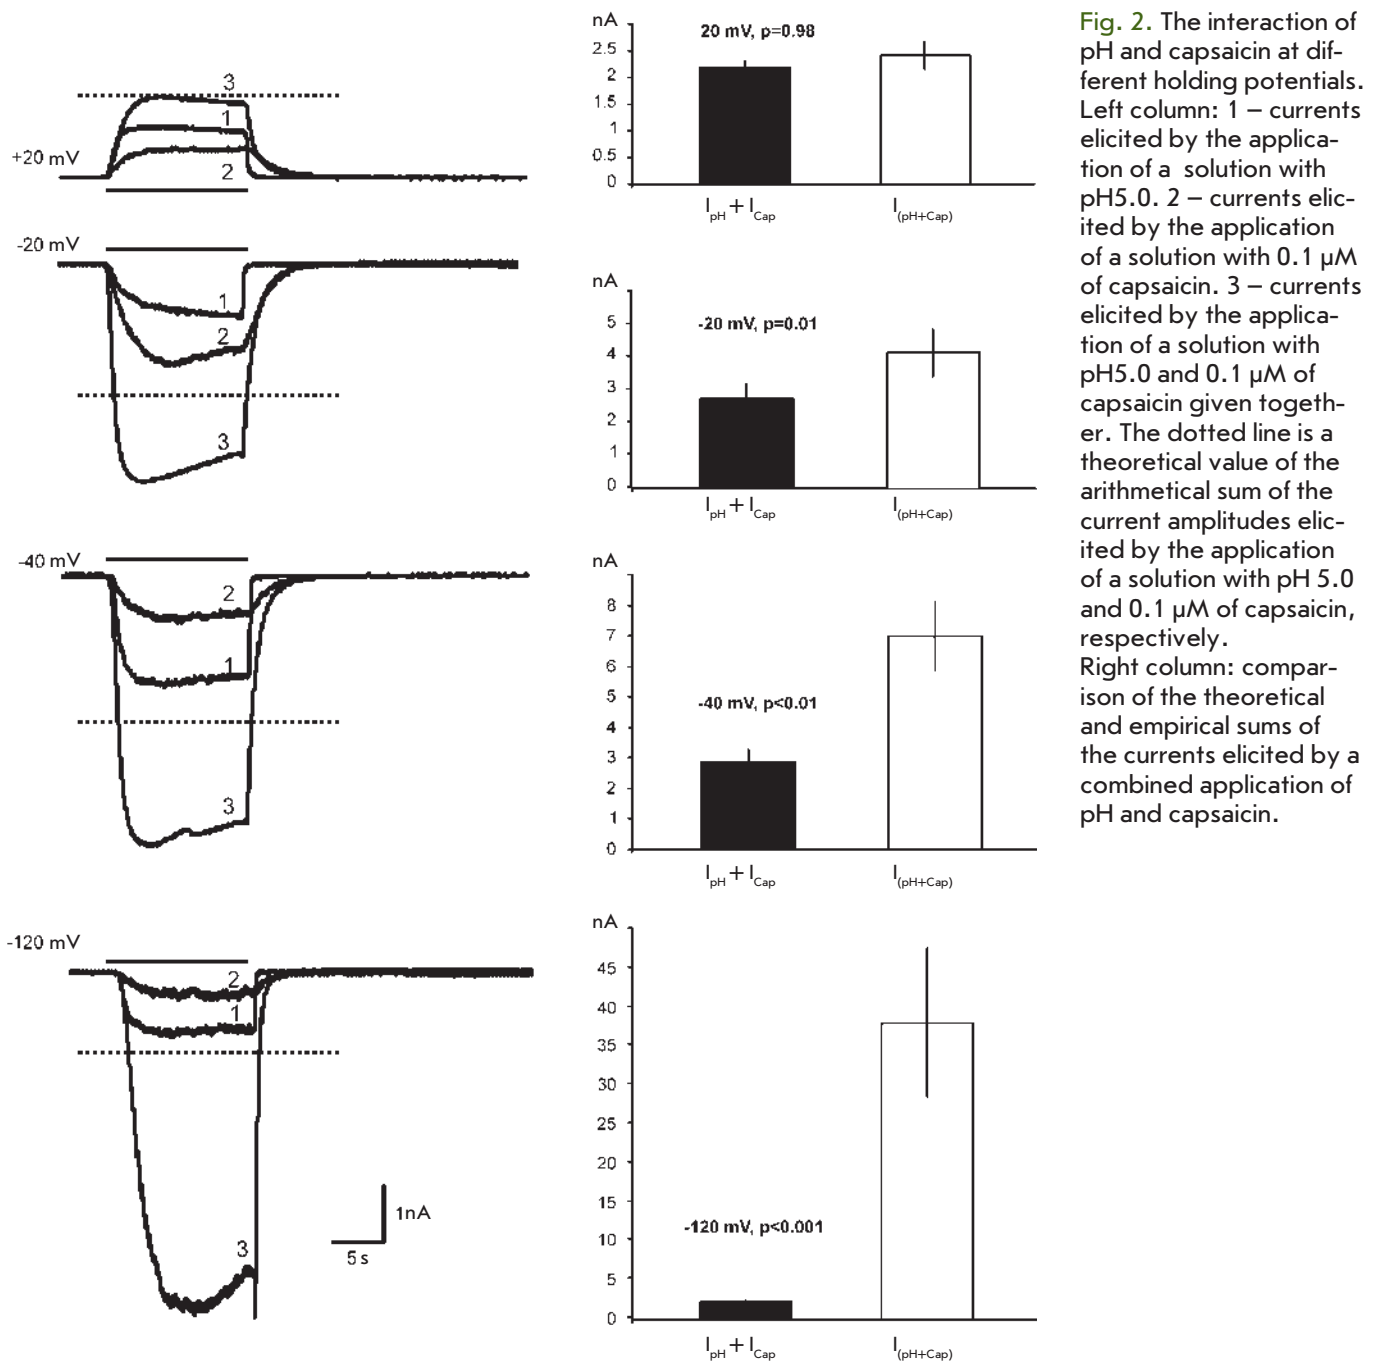 3
1
2
+20 mV
-20 mV
1
2
3
-40 mV
2
1
3
-120 mV
2
1
3
1nA
5 s
nA
20 mV, p=0.98
2.5
2
1.5
1
0.5
0
I pH + I Cap
I (pH+Cap)
nA
-20 mV, p=0.01
5
4
3
2
1
0
I pH + I Cap
I (pH+Cap)
nA
8
7
6
5
-40 mV, p<0.01
4
3
2
1
0
I pH + I Cap
I (pH+Cap)
nA
45
40
35
30
25
20
15
-120 mV, p<0.001
10
5
0
I pH + I Cap
I (pH+Cap)
Fig. 2. The interaction of
pH and capsaicin at dif-
ferent holding potentials.
Left column: 1 – currents
elicited by the applica-
tion of a solution with
pH5.0. 2 – currents elic-
ited by the application
of a solution with 0.1 µM
of capsaicin. 3 – currents
elicited by the applica-
tion of a solution with
pH5.0 and 0.1 µM of
capsaicin given togeth-
er. The dotted line is a
theoretical value of the
arithmetical sum of the
current amplitudes elic-
ited by the application
of a solution with pH 5.0
and 0.1 µM of capsaicin,
respectively.
Right column: compar-
ison of the theoretical
and empirical sums of
the currents elicited by a
combined application of
pH and capsaicin.